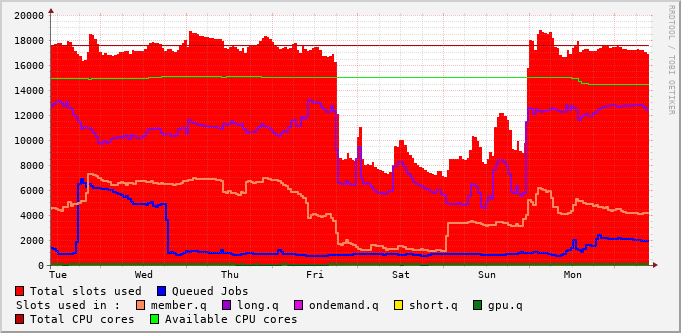 20000
18000
16000
14000
12000
10000
8000
6000
4000
2000
0
Tue Wed Thu Fri Sat Sun Mon
Total slots used Queued Jobs
Slots used in : member.q long.q ondemand.q short.q gpu.q
Total CPU cores Available CPU cores
RRDTOOL / TOBI OETIKER